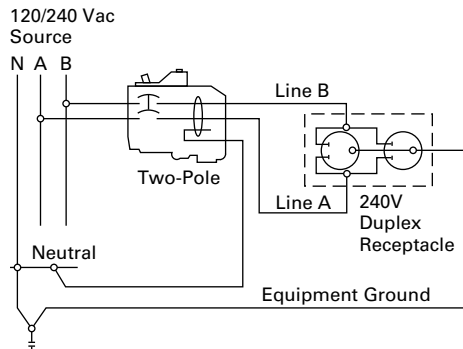 120/240 Vac
Source
N A B
Line B
Two-Pole
Line A
240V
Duplex
Receptacle
Neutral
Equipment Ground